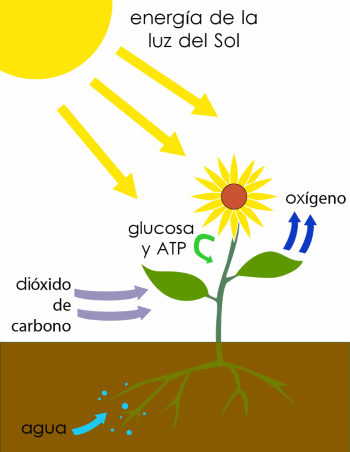 energía de la
luz del Sol
oxígeno
glucosa
y ATP
dióxido
de
carbono
agua